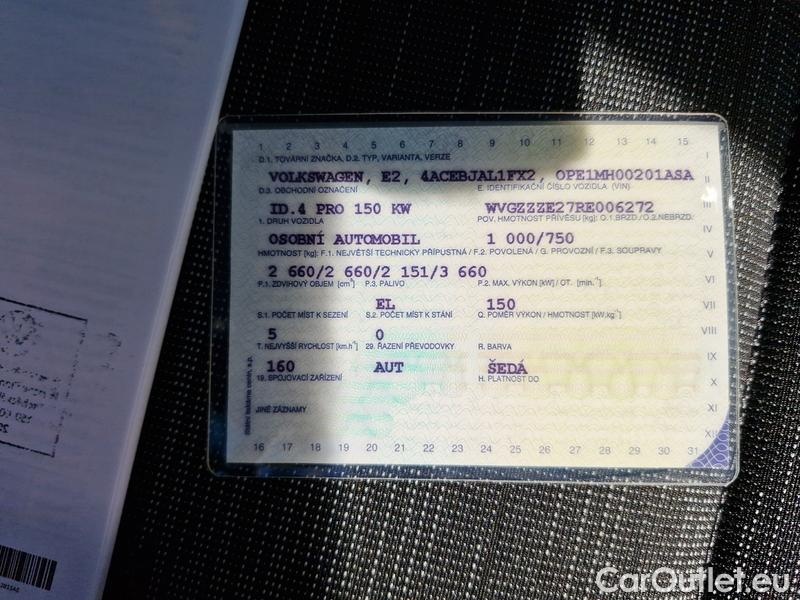 1 2 3 4 5 6 7 8 9 10 11 12 13 14 15
D.1. TOVÁRNÍ ZNAČKA, D.2. TYP, VARIANTA, VERZE
I
VOLKSWAGEN, E2, 4ACEBJAL1FX2, OPE1MH00201ASA
II
D.3. OBCHODNÍ OZNAČENÍ E. IDENTIFIKAČNÍ ČÍSLO VOZIDLA (VIN)
ID.4 PRO 150 KW WVGZZZE27RE006272
III
1. DRUH VOZIDLA POV. HMOTNOST PŘÍVĚSU [kg]: O.1.BRZD./O.2.NEBRZD.
IV
OSOBNÍ AUTOMOBIL 1 000/750
HMOTNOST [kg]: F.1. NEJVĚTŠÍ TECHNICKY PŘÍPUSTNÁ / F.2. POVOLENÁ / G. PROVOZNÍ / F.3. SOUPRAVY
V
2 660/2 660/2 151/3 660
P.1. ZDVIHOVÝ OBJEM [cm³] P.3. PALIVO P.2. MAX. VÝKON [kW] / OT. [min.⁻¹]
EL 150
VII
S.1. POČET MÍST K SEZENÍ S.2. POČET MÍST K STÁNÍ Q. POMĚR VÝKON / HMOTNOST [kW.kg⁻¹]
5 0
VIII
T. NEJVYŠŠÍ RYCHLOST [km.h⁻¹] 29. ŘAZENÍ PŘEVODOVKY R. BARVA
IX
160 AUT ŠEDÁ
X
19. SPOJOVACÍ ZAŘÍZENÍ H. PLATNOST DO
JINÉ ZÁZNAMY
XI
XII
16 17 18 19 20 21 22 23 24 25 26 27 28 29 30 31
CarOutlet.eu